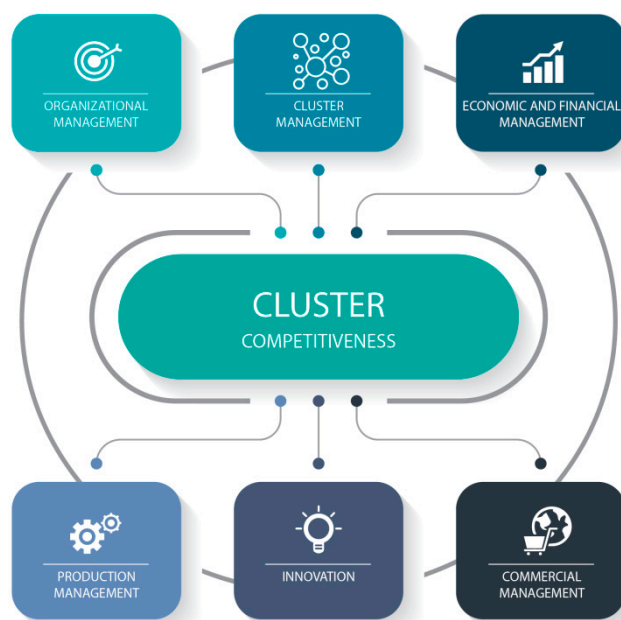 ORGANIZATIONAL
MANAGEMENT
CLUSTER
MANAGEMENT
ECONOMIC AND FINANCIAL
MANAGEMENT
CLUSTER
COMPETITIVENESS
PRODUCTION
MANAGEMENT
INNOVATION
COMMERCIAL
MANAGEMENT